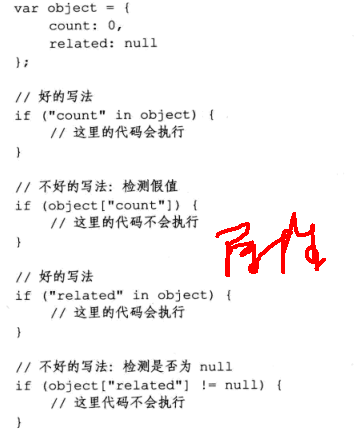 var object = {
count: 0,
related: null
};
// 好的写法
if ("count" in object) {
// 这里的代码会执行
}
// 不好的写法: 检测假值
if (object["count"]) {
// 这里的代码不会执行
}
属性
// 好的写法
if ("related" in object) {
// 这里的代码会执行
}
// 不好的写法: 检测是否为 null
if (object["related"] != null) {
// 这里代码不会执行
}